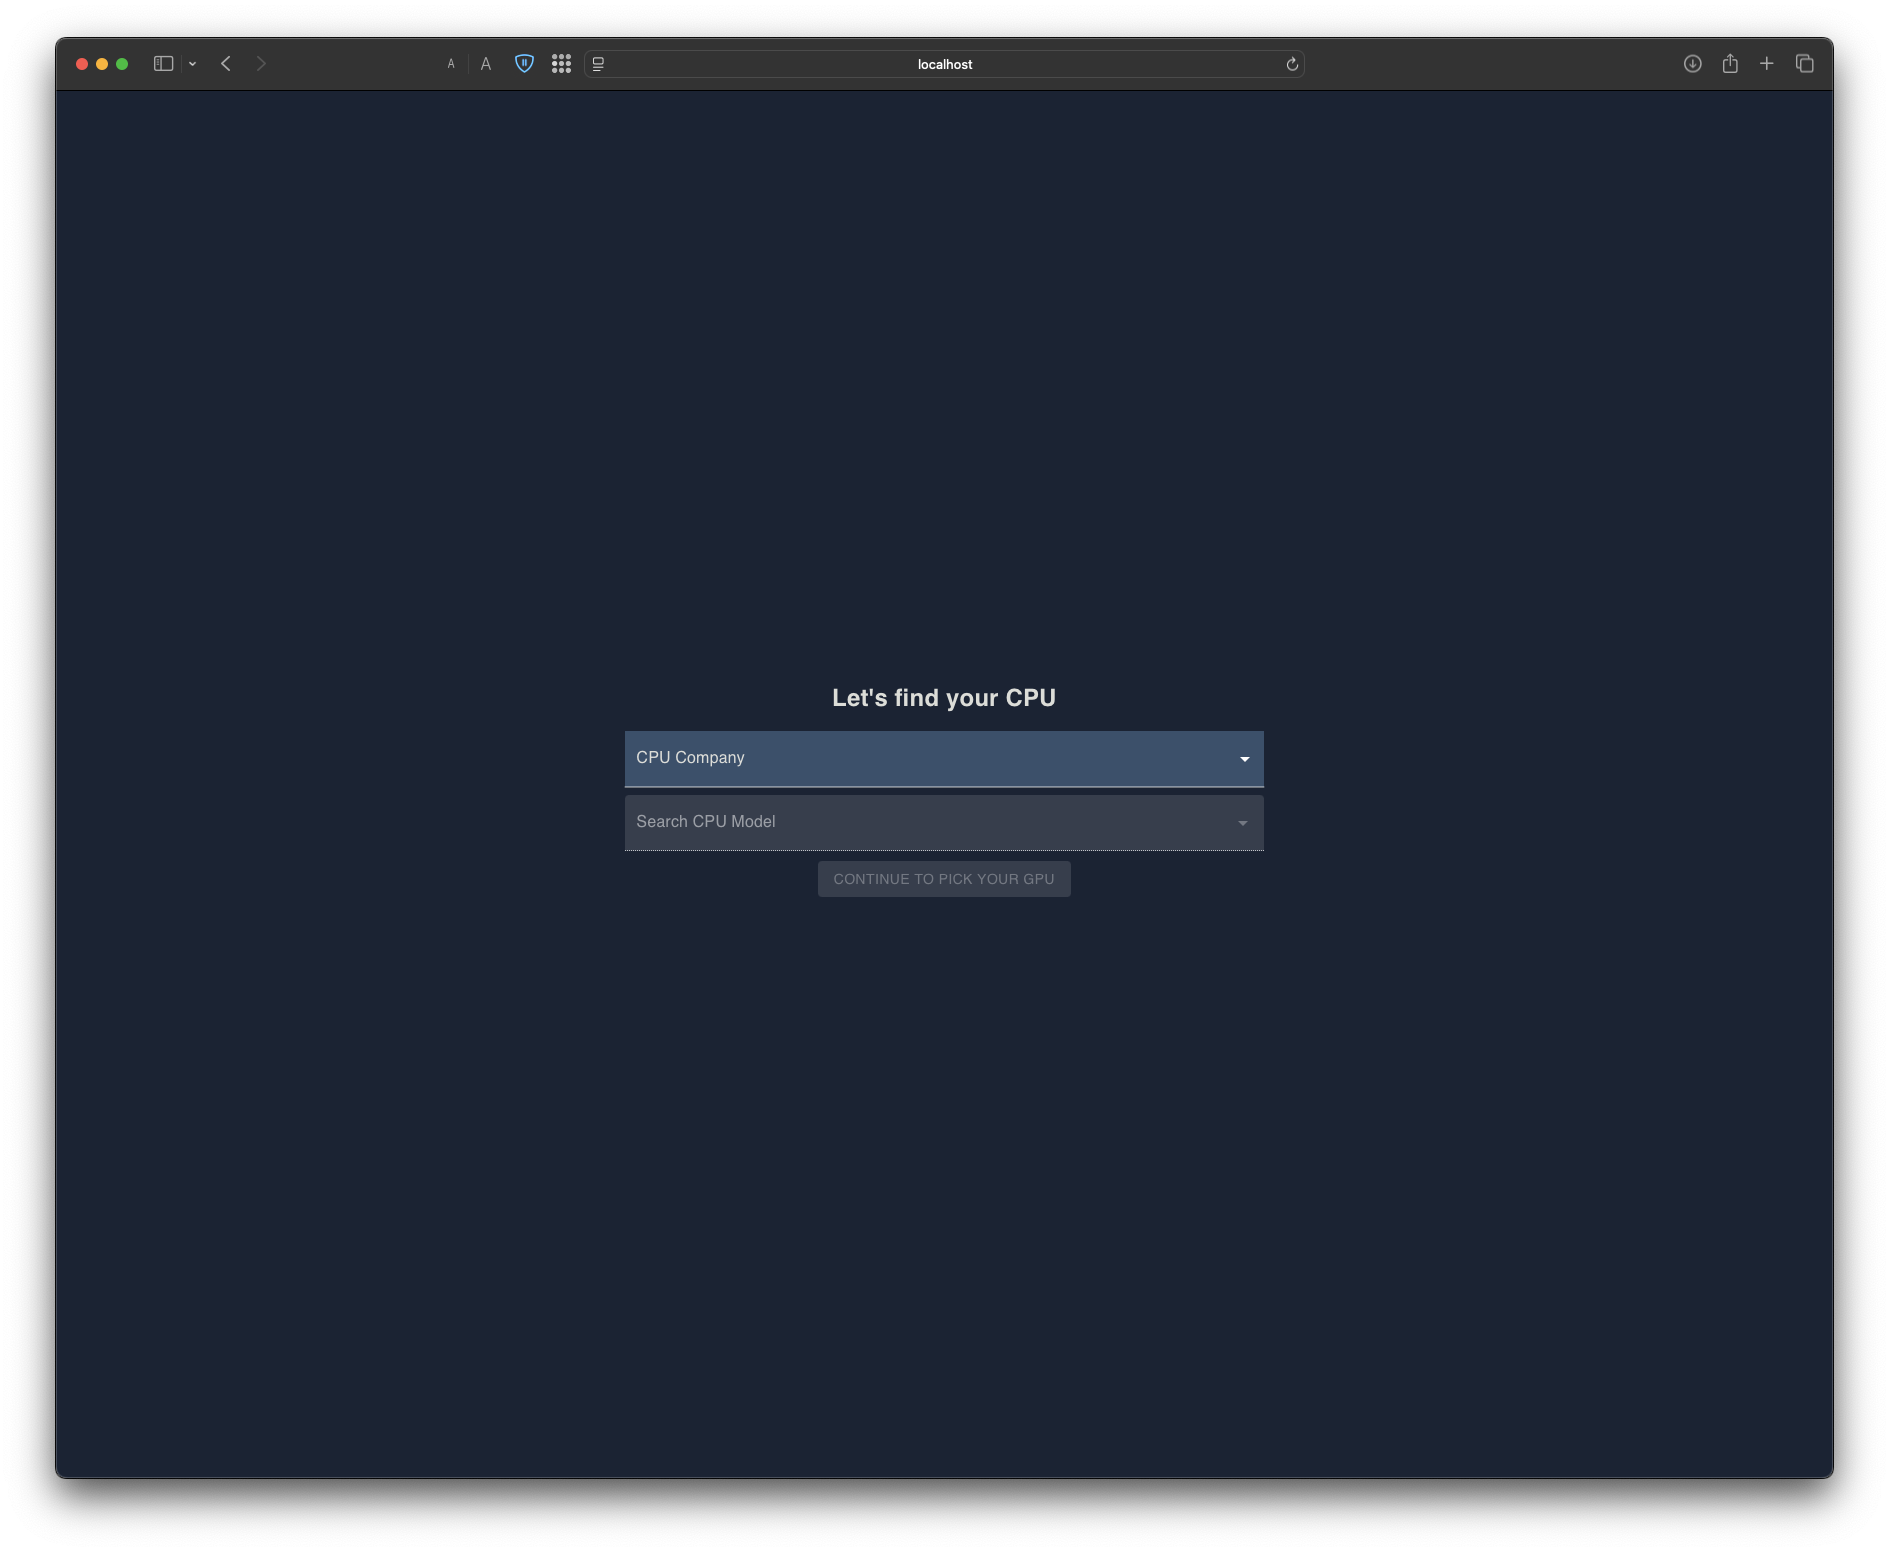 A A localhost
Let's find your CPU
CPU Company
Search CPU Model
CONTINUE TO PICK YOUR GPU